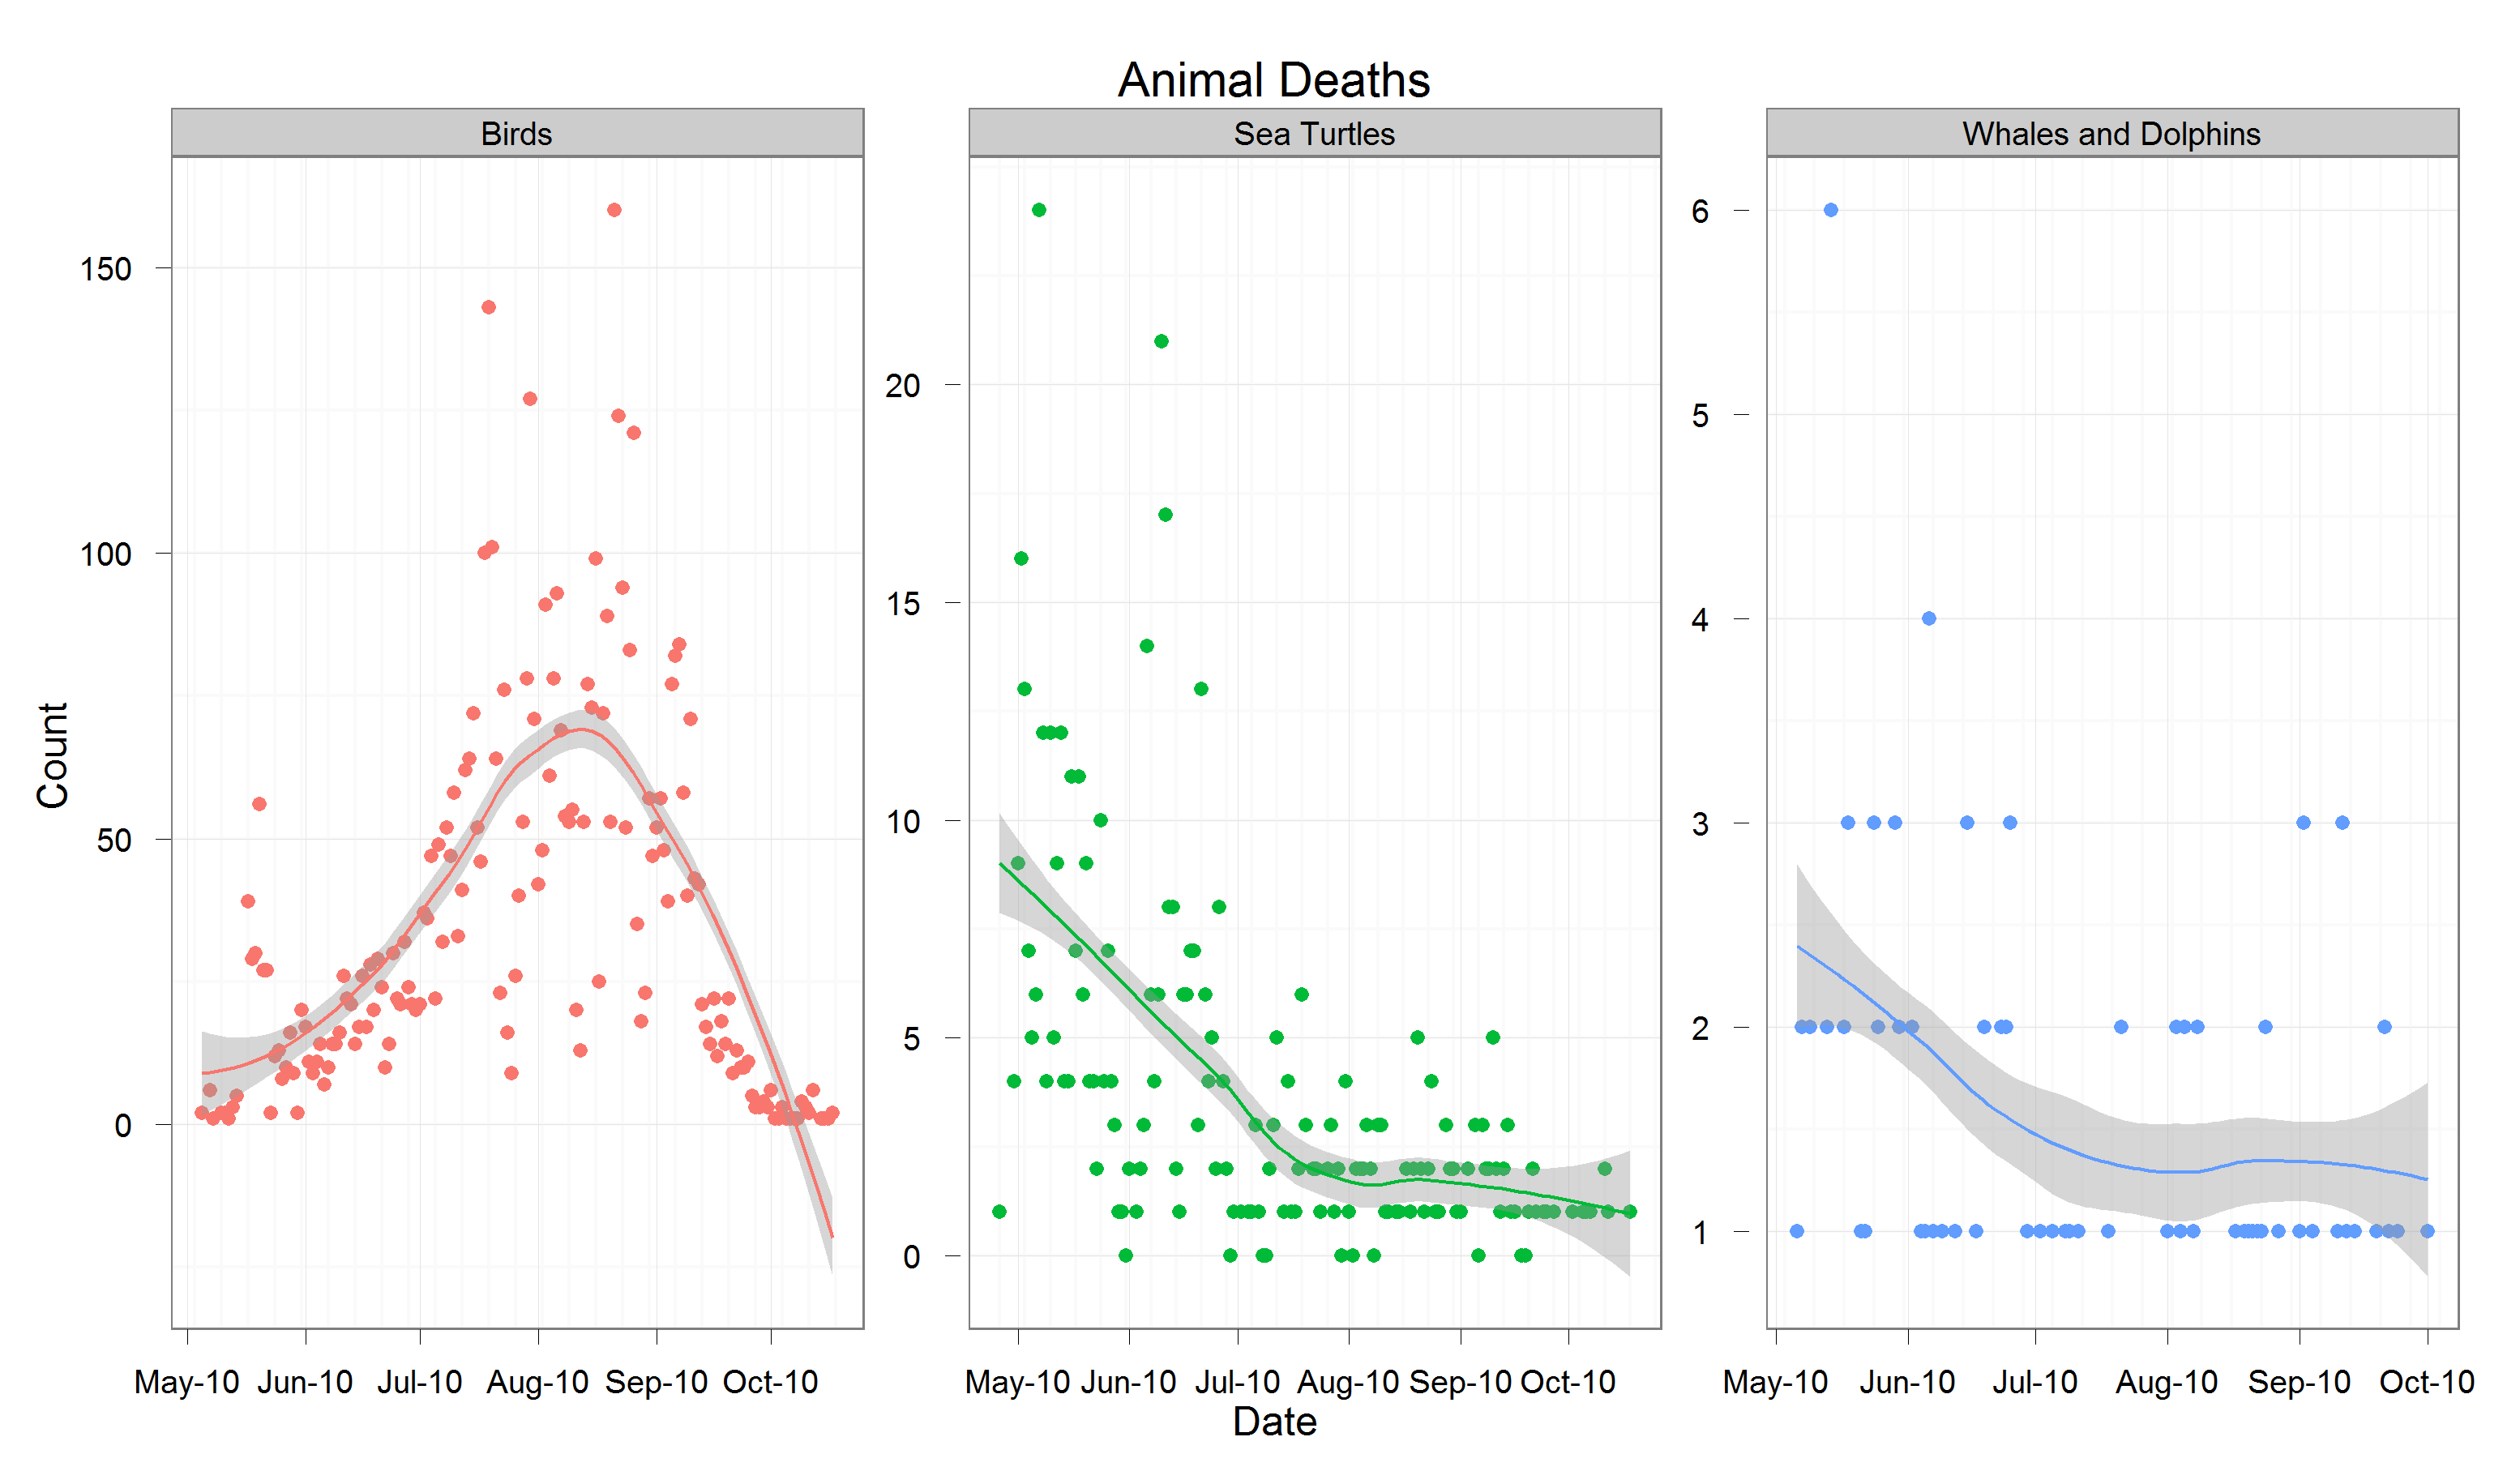 Animal Deaths
Birds
Sea Turtles
Whales and Dolphins
Count
150
100
50
0
20
15
10
5
0
6
5
4
3
2
1
May-10 Jun-10 Jul-10 Aug-10 Sep-10 Oct-10
May-10 Jun-10 Jul-10 Aug-10 Sep-10 Oct-10
May-10 Jun-10 Jul-10 Aug-10 Sep-10 Oct-10
Date